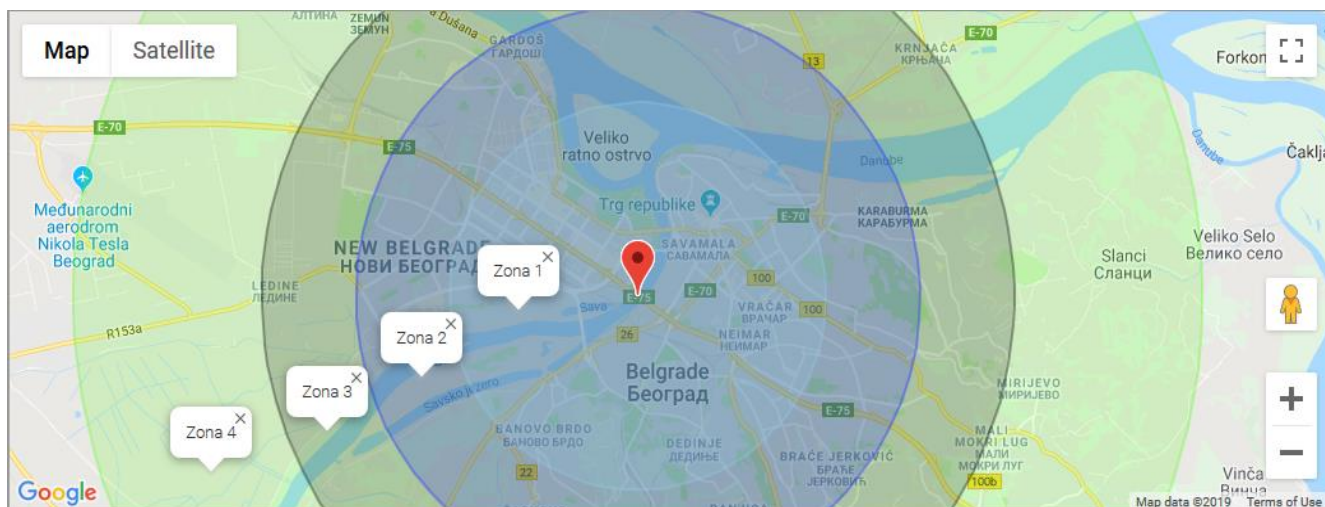 Map
Satellite
АЛТИНА
ZEMUN
ЗЕМУН
Dušana
GARDOŠ
ГАРДОШ
13
KRNJAČA
КРЊАЧА
E-70
E-70
E-75
Veliko
ratno ostrvo
Danube
Danube
Međunarodni
aerodrom
Nikola Tesla
Beograd
Trg republike
E-70
KARABURMA
КАРАБУРМА
Veliko Selo
Велико село
NEW BELGRADE
НОВИ БЕОГРАД
Zona 1
SAVAMALA
САВАМАЛА
Slanci
Сланци
LEDINE
ЛЕДИНЕ
E-75
E-70
100
Sava
VRAČAR
ВРАЧАР
100
R153a
Zona 2
26
NEIMAR
НЕИМАР
Belgrade
Београд
Zona 3
Savsko jezero
MIRIJEVO
МИРИЈЕВО
E-75
Zona 4
BANOVO BRDO
БАНОВО БРДО
DEDINJE
ДЕДИЊЕ
MALI
MOKRI LUG
МАЛИ
МОКРИ ЛУГ
BRAĆE JERKOVIĆ
БРАЋЕ
ЈЕРКОВИЋ
22
100b
Vinča
Google
Map data ©2019
Terms of Use